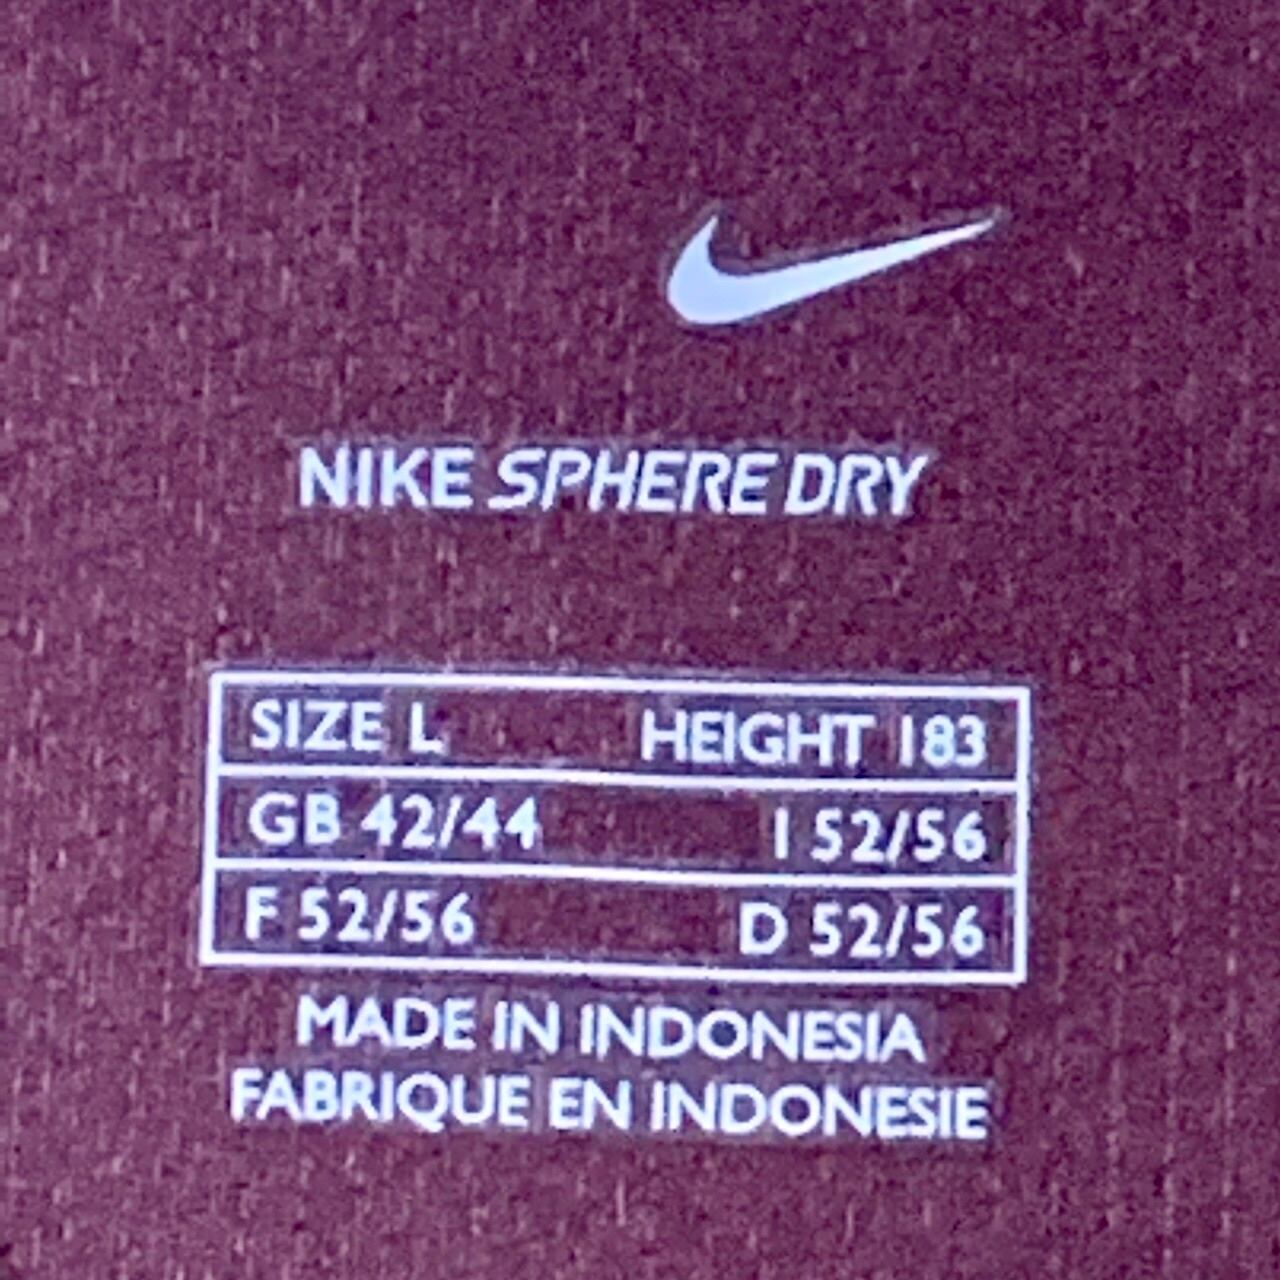 NIKE SPHERE DRY
SIZE L HEIGHT 183
GB 42/44 I 52/56
F 52/56 D 52/56
MADE IN INDONESIA
FABRIQUE EN INDONESIE